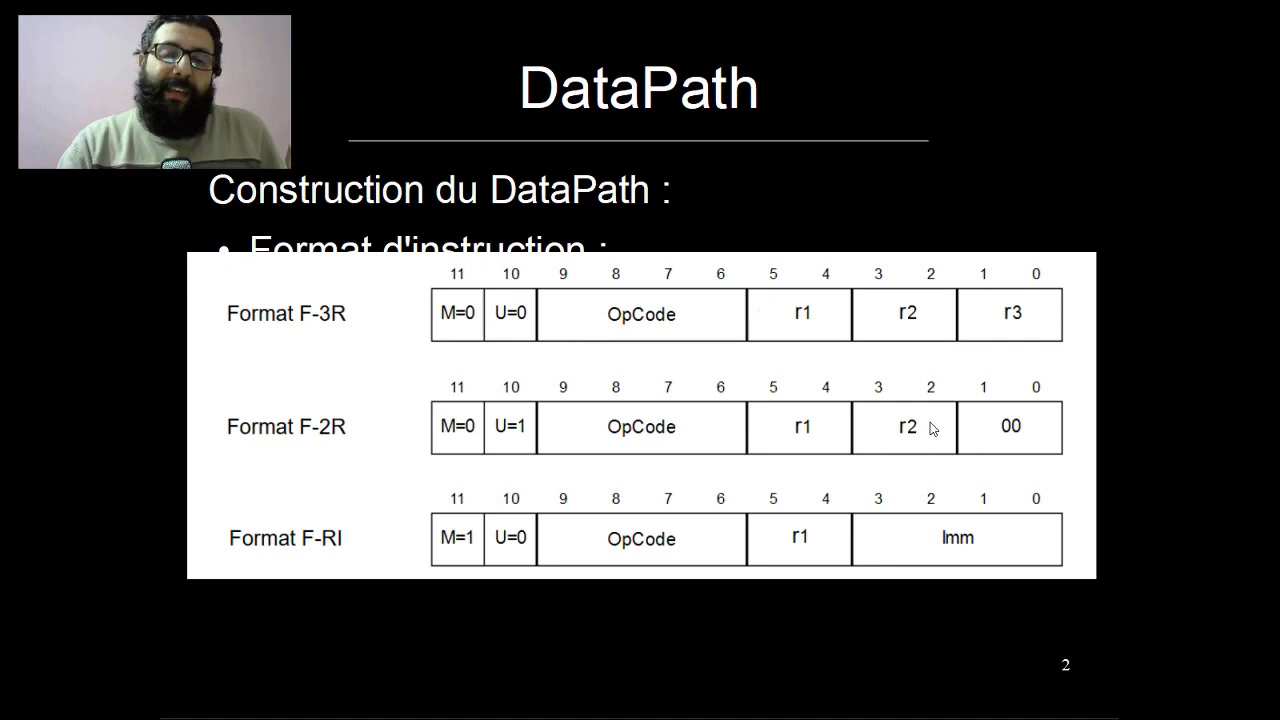 DataPath
Construction du DataPath :
• Format d'instruction :
11 10 9 8 7 6 5 4 3 2 1 0
Format F-3R M=0 U=0 OpCode r1 r2 r3
11 10 9 8 7 6 5 4 3 2 1 0
Format F-2R M=0 U=1 OpCode r1 r2 00
11 10 9 8 7 6 5 4 3 2 1 0
Format F-RI M=1 U=0 OpCode r1 Imm
2